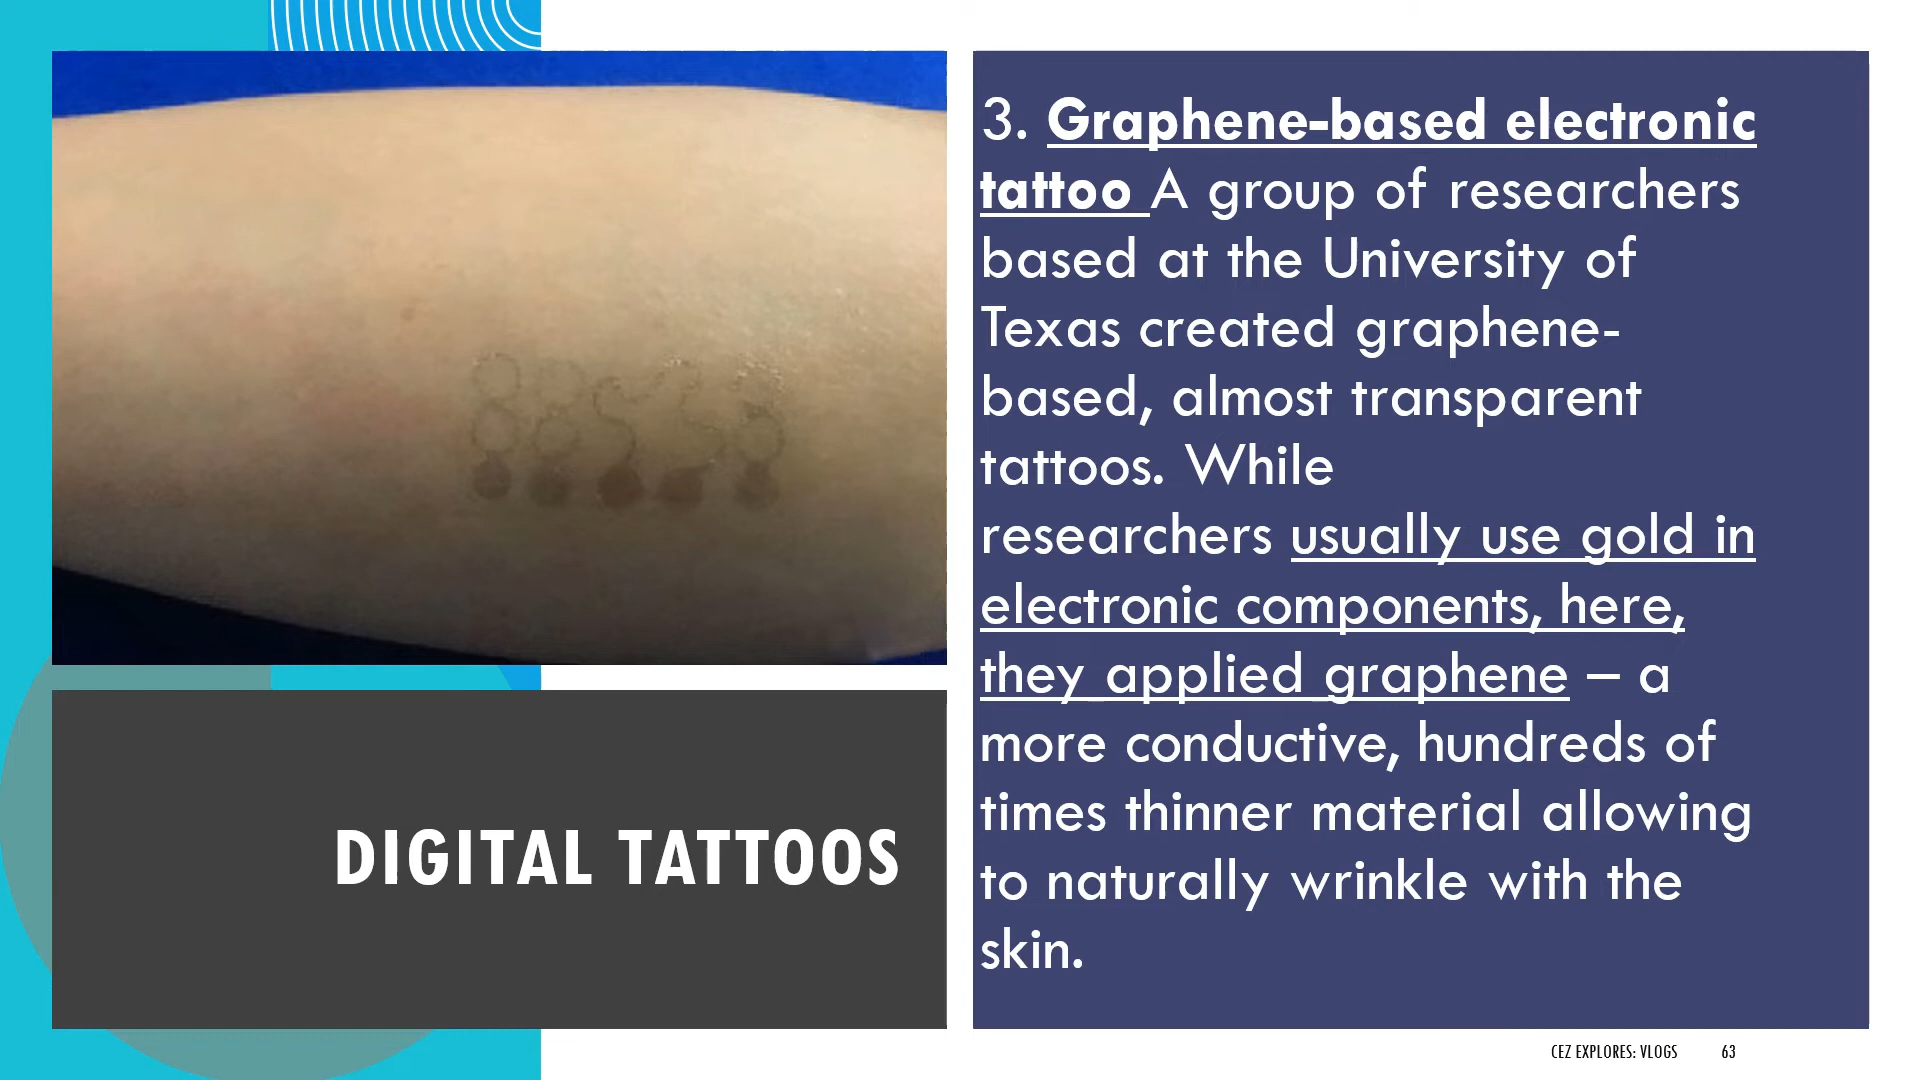 3. Graphene-based electronic
tattoo A group of researchers
based at the University of
Texas created graphene-
based, almost transparent
tattoos. While
researchers usually use gold in
electronic components, here,
they applied graphene – a
more conductive, hundreds of
times thinner material allowing
to naturally wrinkle with the
skin.
DIGITAL TATTOOS
CEZ EXPLORES: VLOGS 63